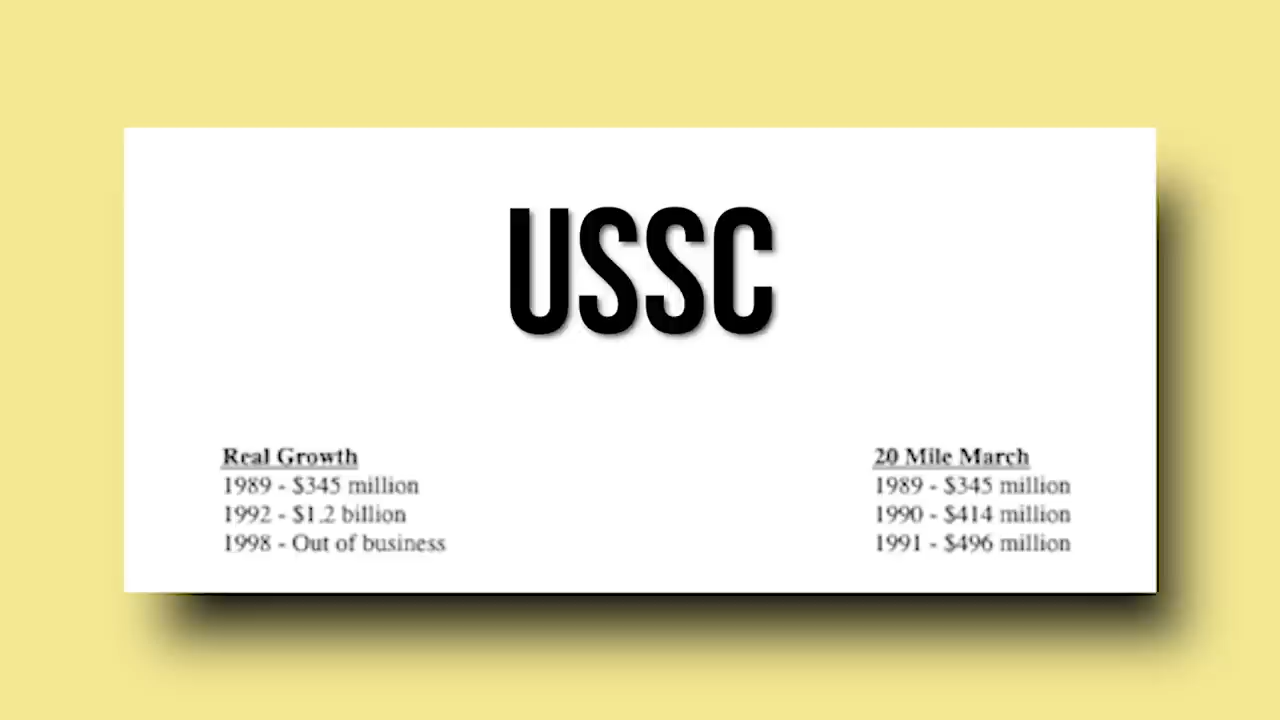 USSC
Real Growth
1989 - $345 million
1992 - $1.2 billion
1998 - Out of business
20 Mile March
1989 - $345 million
1990 - $414 million
1991 - $496 million